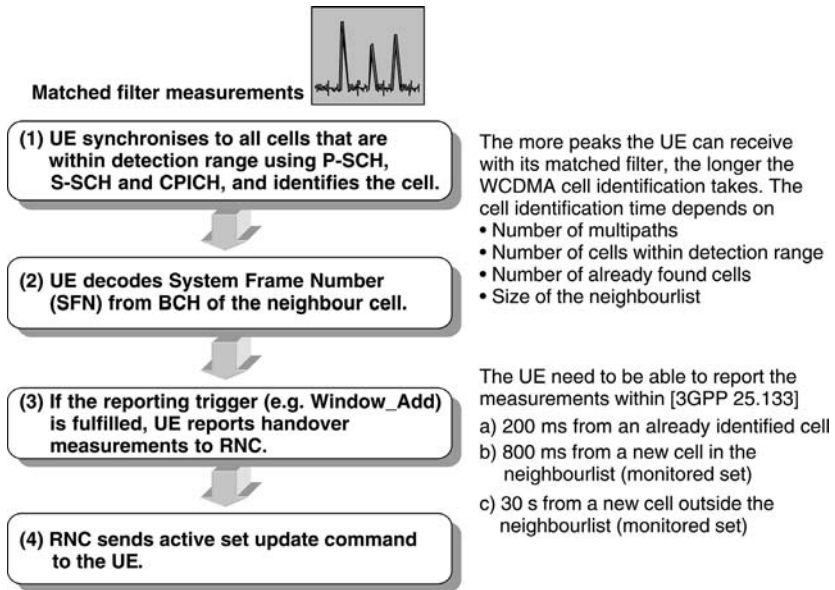 Matched filter measurements
(1) UE synchronises to all cells that are
within detection range using P-SCH,
S-SCH and CPICH, and identifies the cell.
The more peaks the UE can receive
with its matched filter, the longer the
WCDMA cell identification takes. The
cell identification time depends on
• Number of multipaths
• Number of cells within detection range
• Number of already found cells
• Size of the neighbourlist
(2) UE decodes System Frame Number
(SFN) from BCH of the neighbour cell.
(3) If the reporting trigger (e.g. Window_Add)
is fulfilled, UE reports handover
measurements to RNC.
The UE need to be able to report the
measurements within [3GPP 25.133]
a) 200 ms from an already identified cell
b) 800 ms from a new cell in the
neighbourlist (monitored set)
c) 30 s from a new cell outside the
neighbourlist (monitored set)
(4) RNC sends active set update command
to the UE.